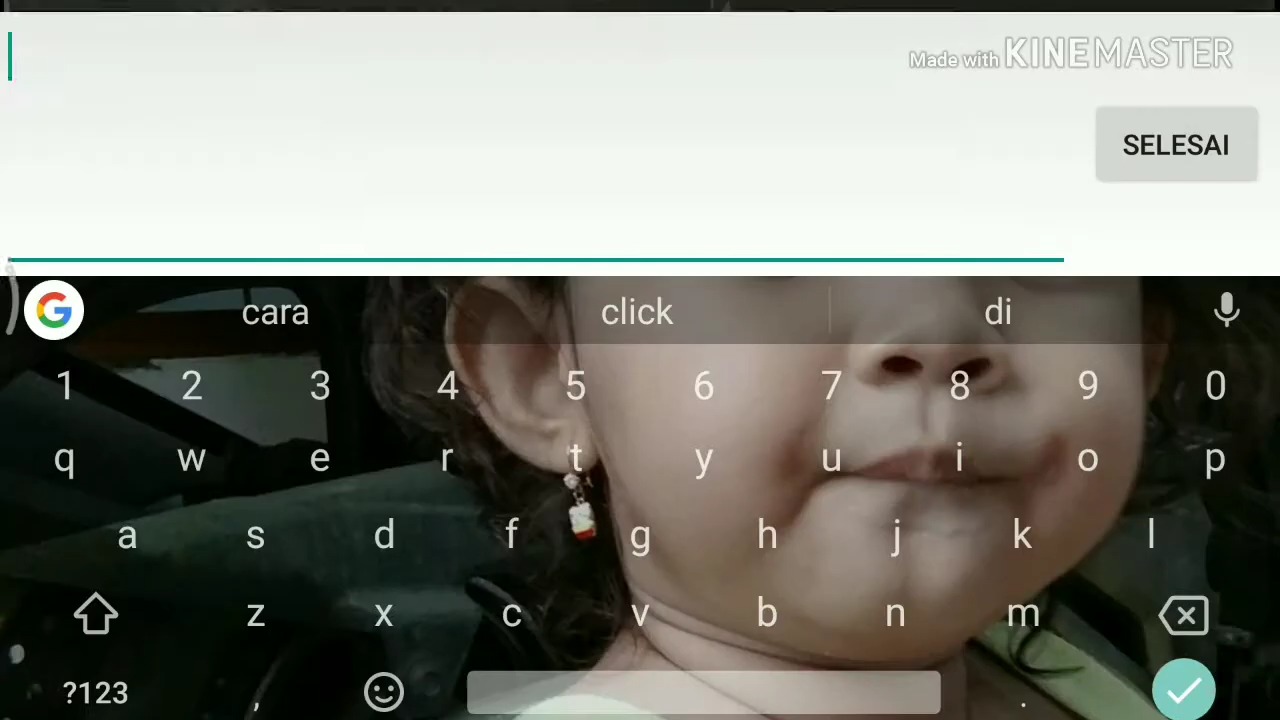 Made with KINEMASTER
SELESAI
G cara click di
1 2 3 4 5 6 7 8 9 0
q w e r t y u i o p
a s d f g h j k l
z x c v b n m
?123 , .